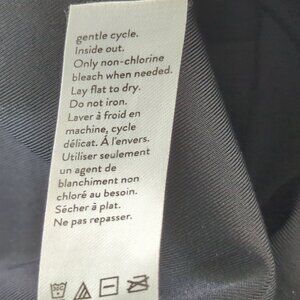 gentle cycle.
Inside out.
Only non-chlorine
bleach when needed.
Lay flat to dry.
Do not iron.
Laver à froid en
machine, cycle
délicat. À l'envers.
Utiliser seulement
un agent de
blanchiment non
chloré au besoin.
Sécher à plat.
Ne pas repasser.